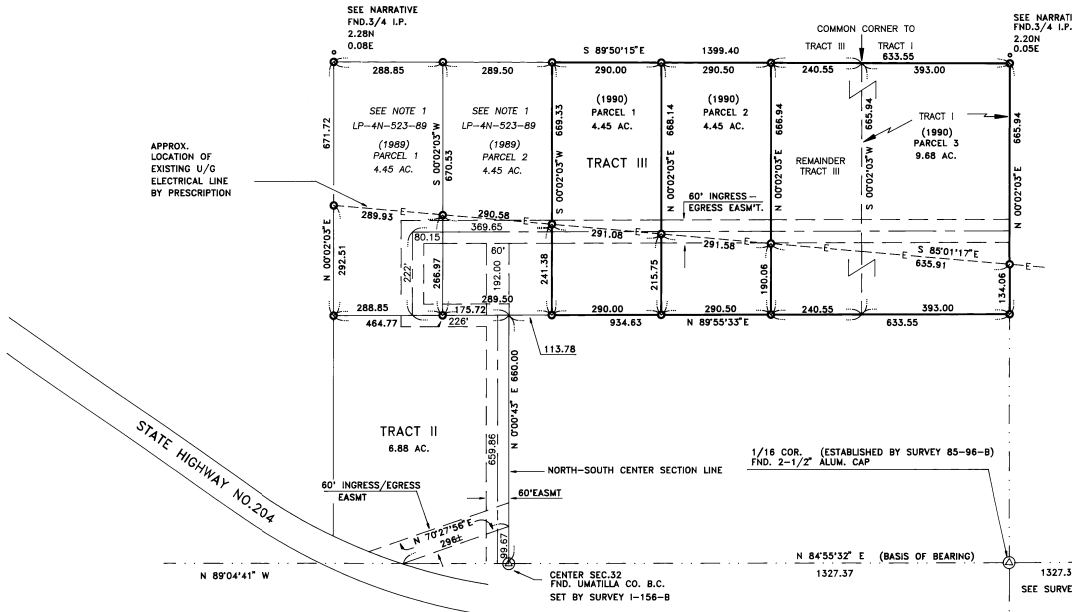 SEE NARRATIVE
FND.3/4 I.P.
2.28N
0.08E
SEE NARRATI
FND.3/4 I.P.
2.20N
0.05E
COMMON CORNER TO
TRACT III
TRACT I
S 89°50'15" E
1399.40
633.55
288.85
289.50
290.00
290.50
240.55
393.00
671.72
SEE NOTE 1
LP-4N-523-89
(1989)
PARCEL 1
4.45 AC.
S 00°02'03" W
670.53
SEE NOTE 1
LP-4N-523-89
(1989)
PARCEL 2
4.45 AC.
S 00°02'03" W
669.33
(1990)
PARCEL 1
4.45 AC.
TRACT III
N 00°02'03" E
668.14
(1990)
PARCEL 2
4.45 AC.
N 00°02'03" E
666.94
REMAINDER
TRACT III
S 00°02'03" W
665.94
TRACT I
(1990)
PARCEL 3
9.68 AC.
665.94
N 00°02'03" E
APPROX.
LOCATION OF
EXISTING U/G
ELECTRICAL LINE
BY PRESCRIPTION
60' INGRESS –
EGRESS EASM'T.
E
289.93
E
290.58
E
E
291.08
E
E
291.58
E
E
S 85°01'17" E
635.91
E
E
369.65
80.15
60'
192.00
N 00°02'03" E
292.51
222'
266.97
241.38
215.75
190.06
134.06
288.85
289.50
175.72
290.00
290.50
240.55
393.00
464.77
226'
934.63
N 89°55'33" E
633.55
113.78
N 0°00'43" E 660.00
TRACT II
6.88 AC.
659.86
STATE HIGHWAY NO.204
NORTH-SOUTH CENTER SECTION LINE
1/16 COR. (ESTABLISHED BY SURVEY 85-96-B)
FND. 2-1/2" ALUM. CAP
60' INGRESS/EGRESS
EASMT
60'EASMT
N 70°27'56" E
296±
99.67
N 89°04'41" W
CENTER SEC.32
FND. UMATILLA CO. B.C.
SET BY SURVEY I-156-B
N 84°55'32" E (BASIS OF BEARING)
1327.37
1327.3
SEE SURVE